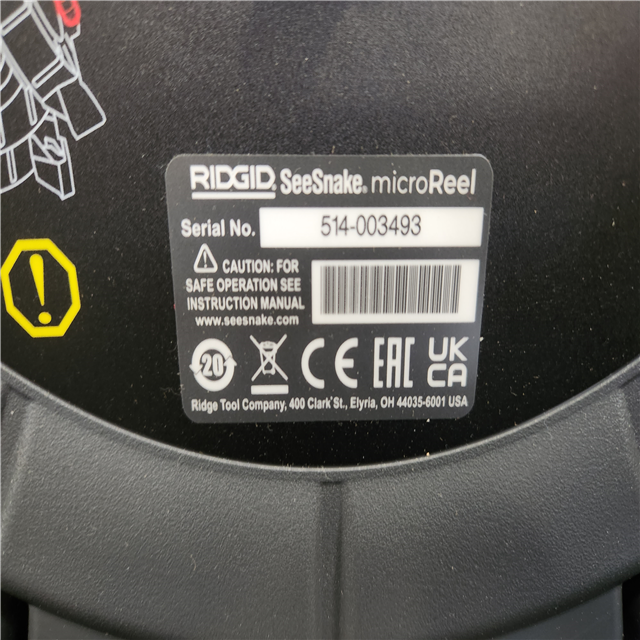 RIDGID SeeSnake® microReel
Serial No. 514-003493
CAUTION: FOR
SAFE OPERATION SEE
INSTRUCTION MANUAL
www.seesnake.com
20 CE EAC UK CA
Ridge Tool Company, 400 Clark St., Elyria, OH 44035-6001 USA